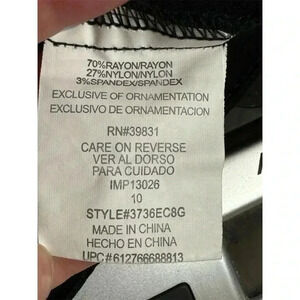 70%RAYON/RAYON
27%NYLON/NYLON
3%SPANDEX/SPANDEX
EXCLUSIVE OF ORNAMENTATION
EXCLUSIVO DE ORNAMENTACION
RN#39831
CARE ON REVERSE
VER AL DORSO
PARA CUIDADO
IMP13026
10
STYLE#3736EC8G
MADE IN CHINA
HECHO EN CHINA
UPC#612766688813